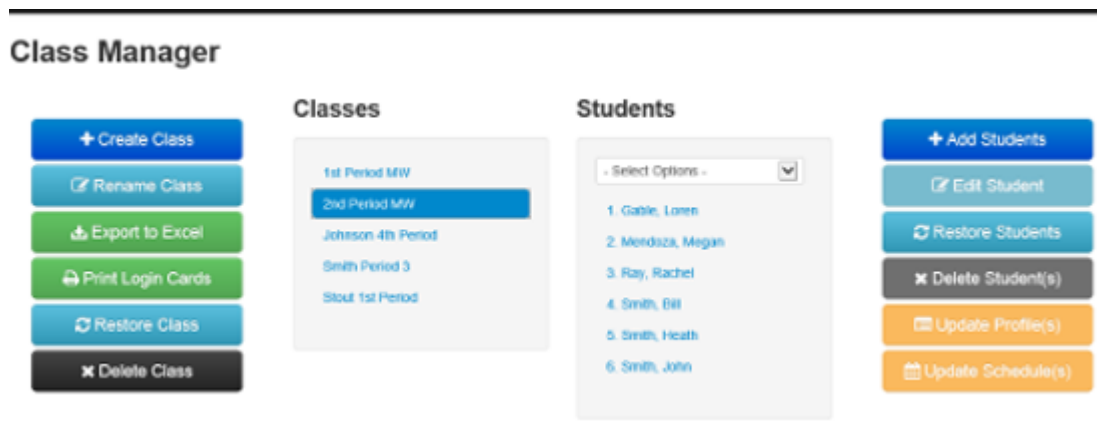 Class Manager
Create Class
Rename Class
Export to Excel
Print Login Cards
Restore Class
Delete Class
Classes
1st Period MW
2nd Period MW
Johnson 4th Period
Smith Period 3
Stout 1st Period
Students
- Select Options -
1. Gable, Loren
2. Mendoza, Megan
3. Ray, Rachel
4. Smith, Bill
5. Smith, Heath
6. Smith, John
Add Students
Edit Student
Restore Students
Delete Student(s)
Update Profile(s)
Update Schedule(s)